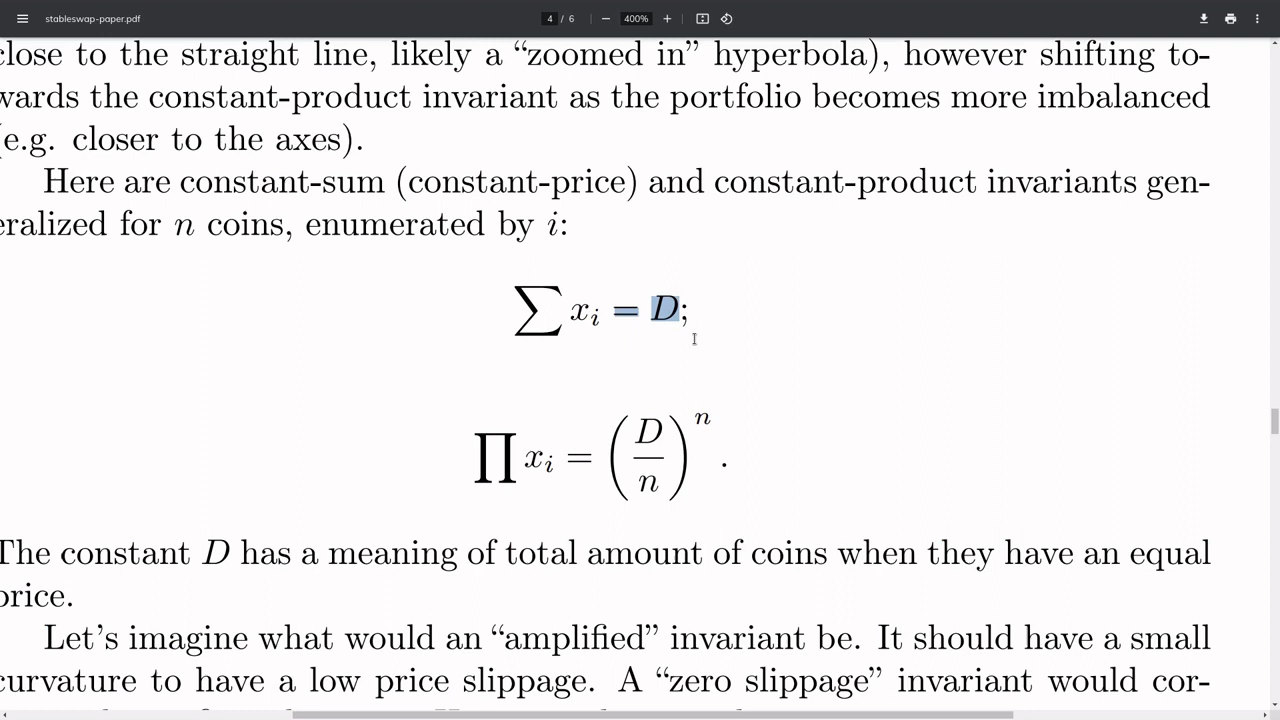 stableswap-paper.pdf
4 / 6
400%
close to the straight line, likely a “zoomed in” hyperbola), however shifting to-
wards the constant-product invariant as the portfolio becomes more imbalanced
(e.g. closer to the axes).
Here are constant-sum (constant-price) and constant-product invariants gen-
eralized for n coins, enumerated by i:
∑ xᵢ = D;
∏ xᵢ = (D/n)ⁿ.
The constant D has a meaning of total amount of coins when they have an equal
price.
Let’s imagine what would an “amplified” invariant be. It should have a small
curvature to have a low price slippage. A “zero slippage” invariant would cor-